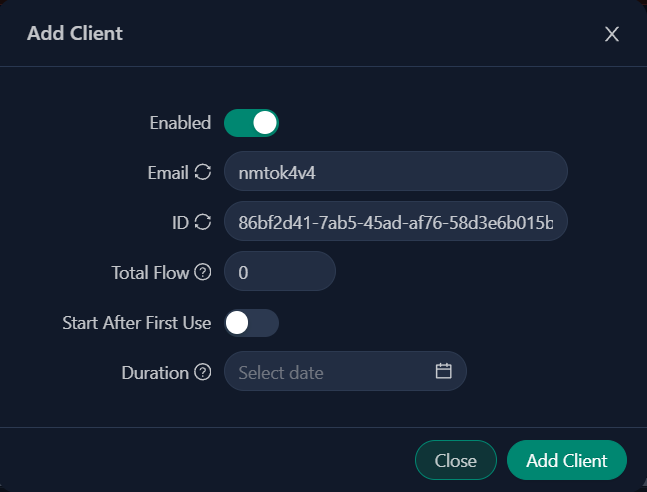 Add Client
Enabled
Email nmtok4v4
ID 86bf2d41-7ab5-45ad-af76-58d3e6b015b
Total Flow 0
Start After First Use
Duration Select date
Close Add Client